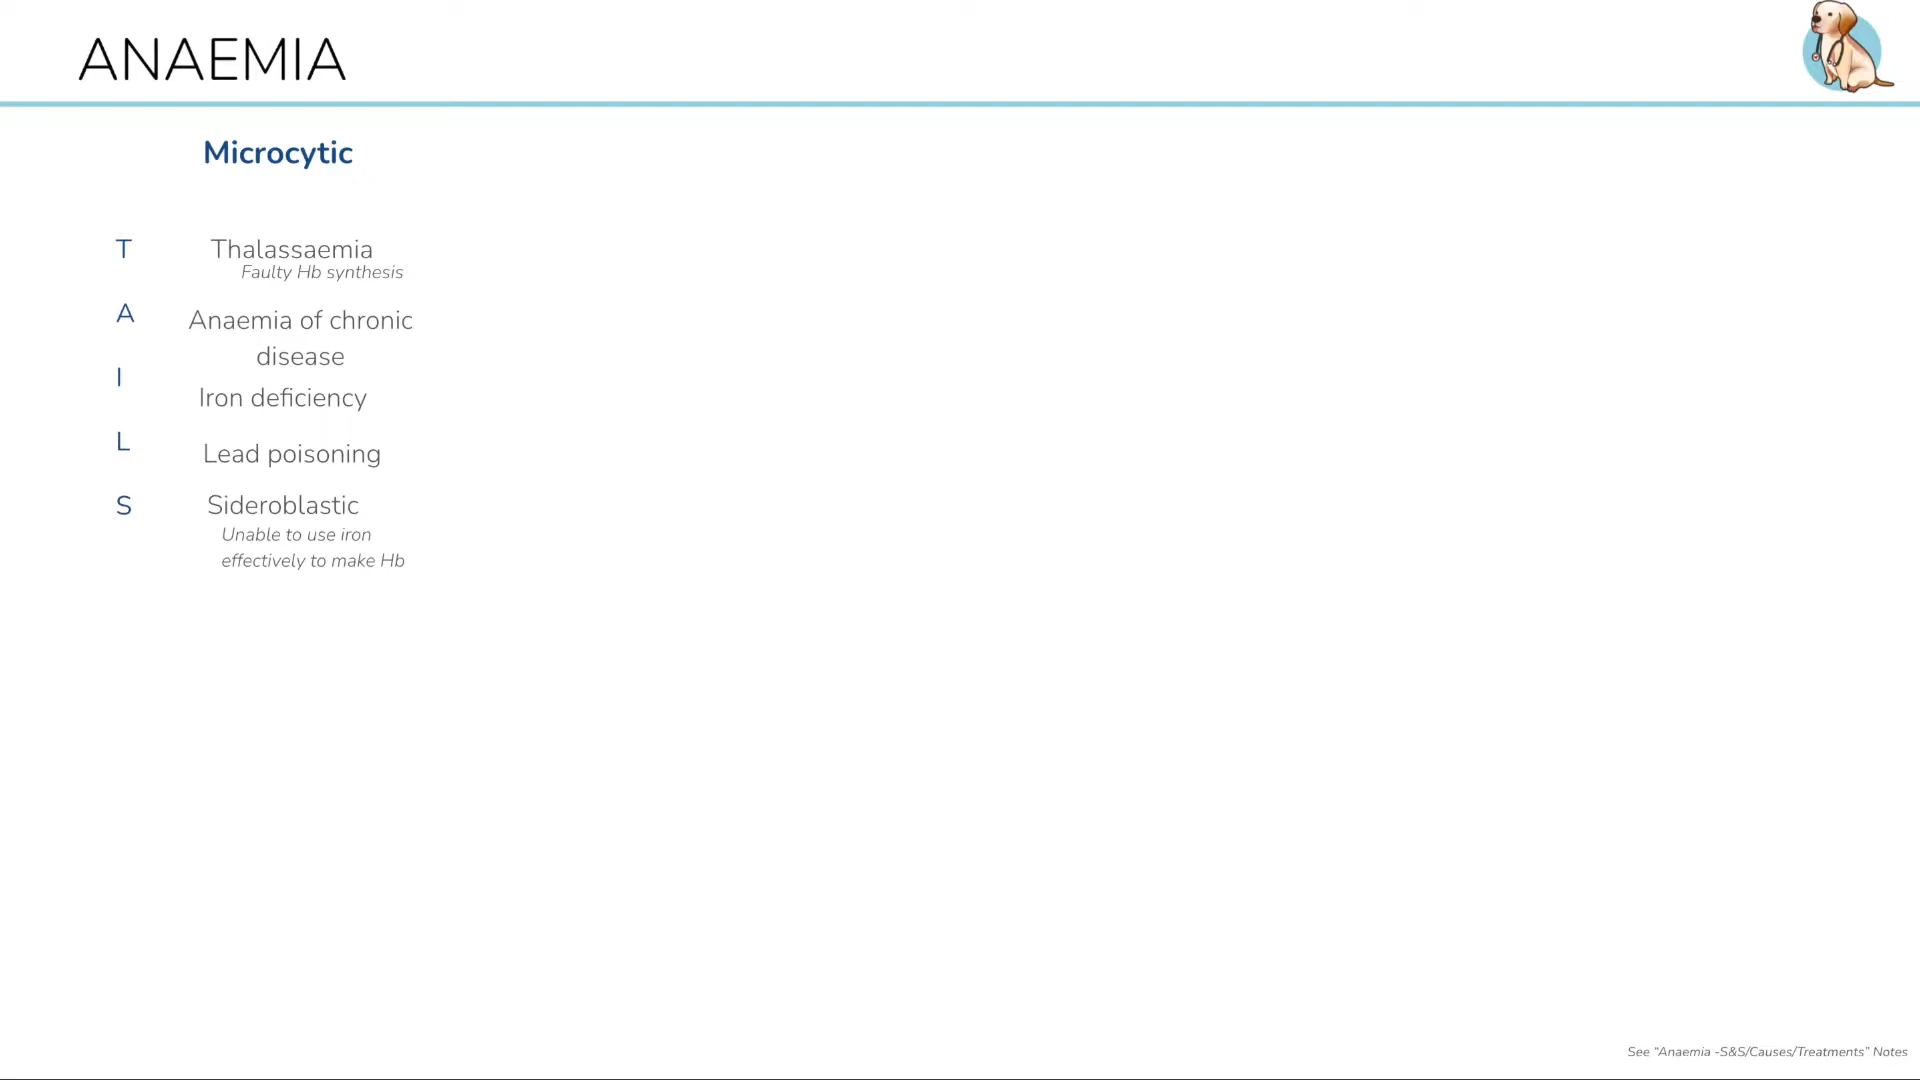 ANAEMIA
Microcytic
T Thalassaemia
Faulty Hb synthesis
A Anaemia of chronic
disease
I Iron deficiency
L Lead poisoning
S Sideroblastic
Unable to use iron
effectively to make Hb
See "Anaemia -S&S/Causes/Treatments" Notes